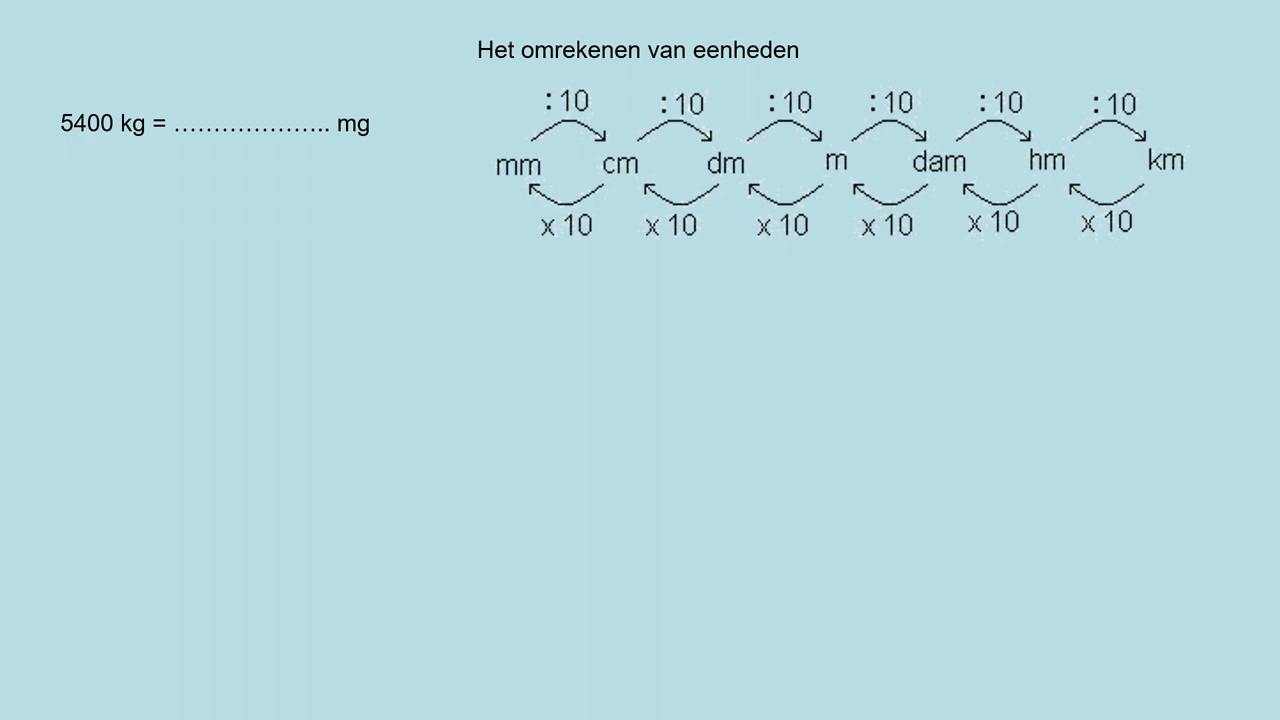 Het omrekenen van eenheden
5400 kg = ……………….. mg
:10 :10 :10 :10 :10 :10
mm cm dm m dam hm km
x 10 x 10 x 10 x 10 x 10 x 10